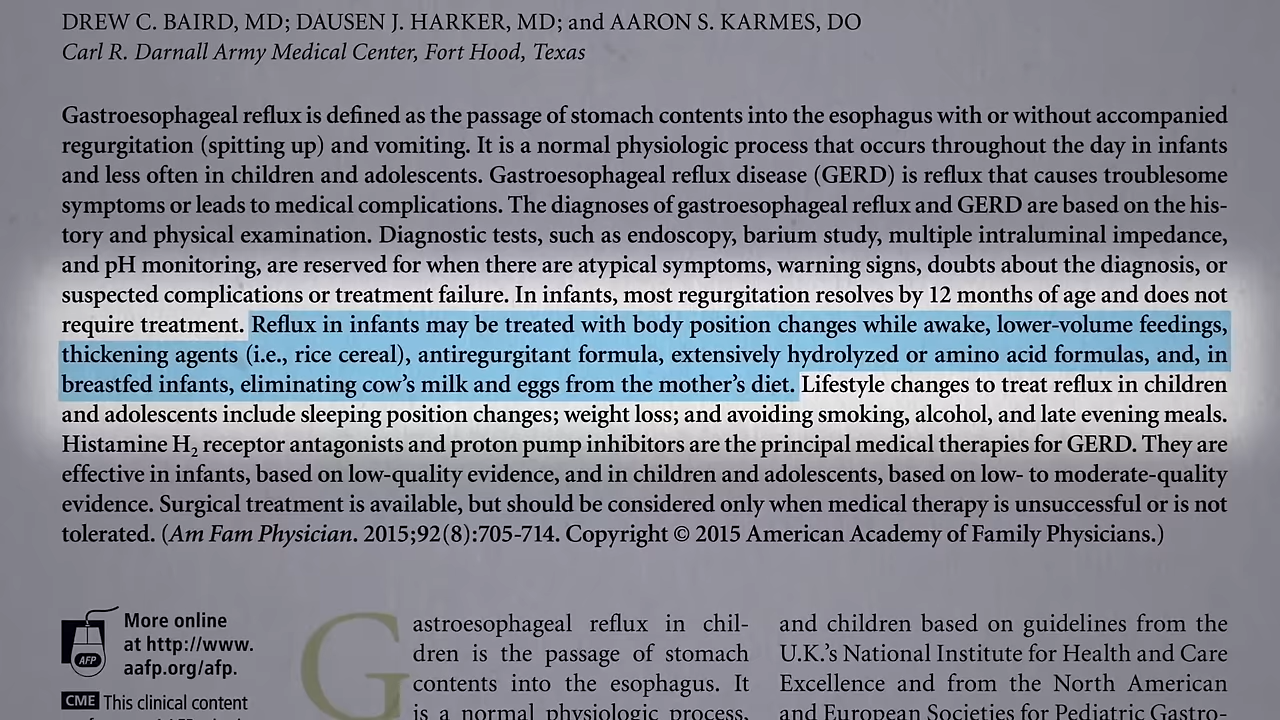 DREW C. BAIRD, MD; DAUSEN J. HARKER, MD; and AARON S. KARMES, DO
Carl R. Darnall Army Medical Center, Fort Hood, Texas
Gastroesophageal reflux is defined as the passage of stomach contents into the esophagus with or without accompanied
regurgitation (spitting up) and vomiting. It is a normal physiologic process that occurs throughout the day in infants
and less often in children and adolescents. Gastroesophageal reflux disease (GERD) is reflux that causes troublesome
symptoms or leads to medical complications. The diagnoses of gastroesophageal reflux and GERD are based on the his-
tory and physical examination. Diagnostic tests, such as endoscopy, barium study, multiple intraluminal impedance,
and pH monitoring, are reserved for when there are atypical symptoms, warning signs, doubts about the diagnosis, or
suspected complications or treatment failure. In infants, most regurgitation resolves by 12 months of age and does not
require treatment. Reflux in infants may be treated with body position changes while awake, lower-volume feedings,
thickening agents (i.e., rice cereal), antiregurgitant formula, extensively hydrolyzed or amino acid formulas, and, in
breastfed infants, eliminating cow's milk and eggs from the mother's diet. Lifestyle changes to treat reflux in children
and adolescents include sleeping position changes; weight loss; and avoiding smoking, alcohol, and late evening meals.
Histamine H₂ receptor antagonists and proton pump inhibitors are the principal medical therapies for GERD. They are
effective in infants, based on low-quality evidence, and in children and adolescents, based on low- to moderate-quality
evidence. Surgical treatment is available, but should be considered only when medical therapy is unsuccessful or is not
tolerated. (Am Fam Physician. 2015;92(8):705-714. Copyright © 2015 American Academy of Family Physicians.)
More online
at http://www.
aafp.org/afp.
AFP
CME This clinical content
Gastroesophageal reflux in chil-
dren is the passage of stomach
contents into the esophagus. It
is a normal physiologic process,
and children based on guidelines from the
U.K.'s National Institute for Health and Care
Excellence and from the North American
and European Societies for Pediatric Gastro-